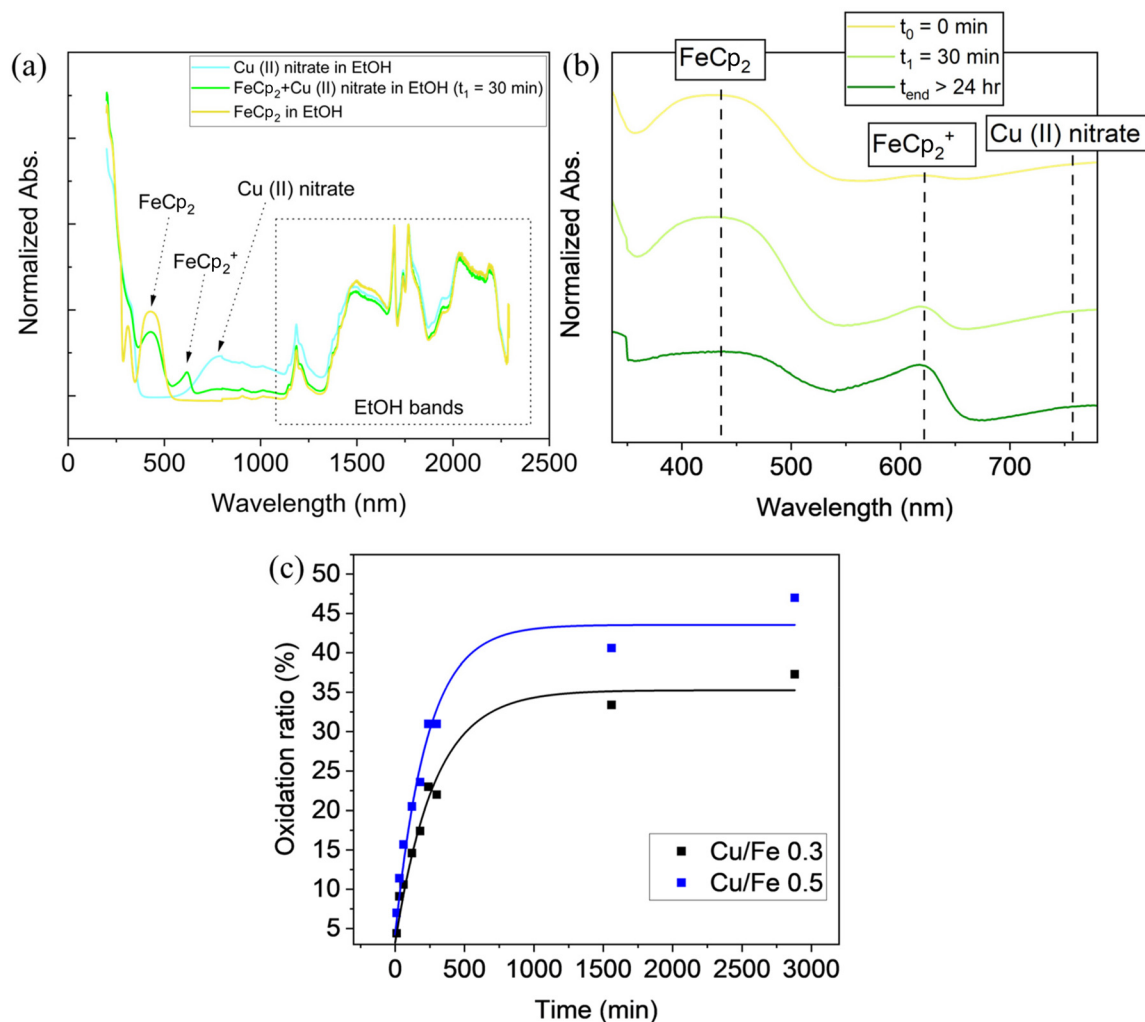 (a)
Cu (II) nitrate in EtOH
FeCp₂+Cu (II) nitrate in EtOH (t₁ = 30 min)
FeCp₂ in EtOH
FeCp₂
Cu (II) nitrate
FeCp₂⁺
EtOH bands
Normalized Abs.
0 500 1000 1500 2000 2500
Wavelength (nm)
(b)
t₀ = 0 min
t₁ = 30 min
t_end > 24 hr
FeCp₂
FeCp₂⁺
Cu (II) nitrate
Normalized Abs.
400 500 600 700
Wavelength (nm)
(c)
50
45
40
35
30
25
20
15
10
5
Oxidation ratio (%)
Cu/Fe 0.3
Cu/Fe 0.5
0 500 1000 1500 2000 2500 3000
Time (min)